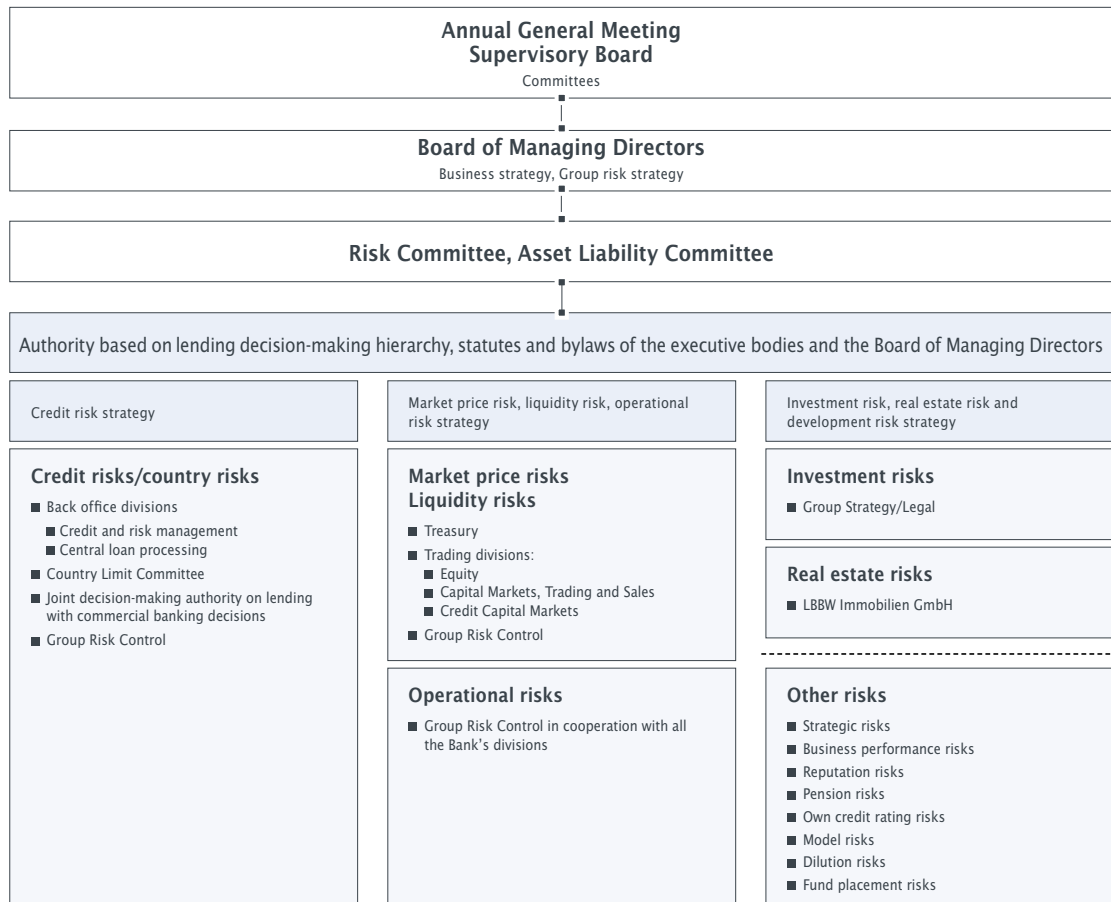 Annual General Meeting
Supervisory Board
Committees
Board of Managing Directors
Business strategy, Group risk strategy
Risk Committee, Asset Liability Committee
Authority based on lending decision-making hierarchy, statutes and bylaws of the executive bodies and the Board of Managing Directors
Credit risk strategy
Credit risks/country risks
Back office divisions
Credit and risk management
Central loan processing
Country Limit Committee
Joint decision-making authority on lending
with commercial banking decisions
Group Risk Control
Market price risk, liquidity risk, operational
risk strategy
Market price risks
Liquidity risks
Treasury
Trading divisions:
Equity
Capital Markets, Trading and Sales
Credit Capital Markets
Group Risk Control
Operational risks
Group Risk Control in cooperation with all
the Bank's divisions
Investment risk, real estate risk and
development risk strategy
Investment risks
Group Strategy/Legal
Real estate risks
LBBW Immobilien GmbH
Other risks
Strategic risks
Business performance risks
Reputation risks
Pension risks
Own credit rating risks
Model risks
Dilution risks
Fund placement risks